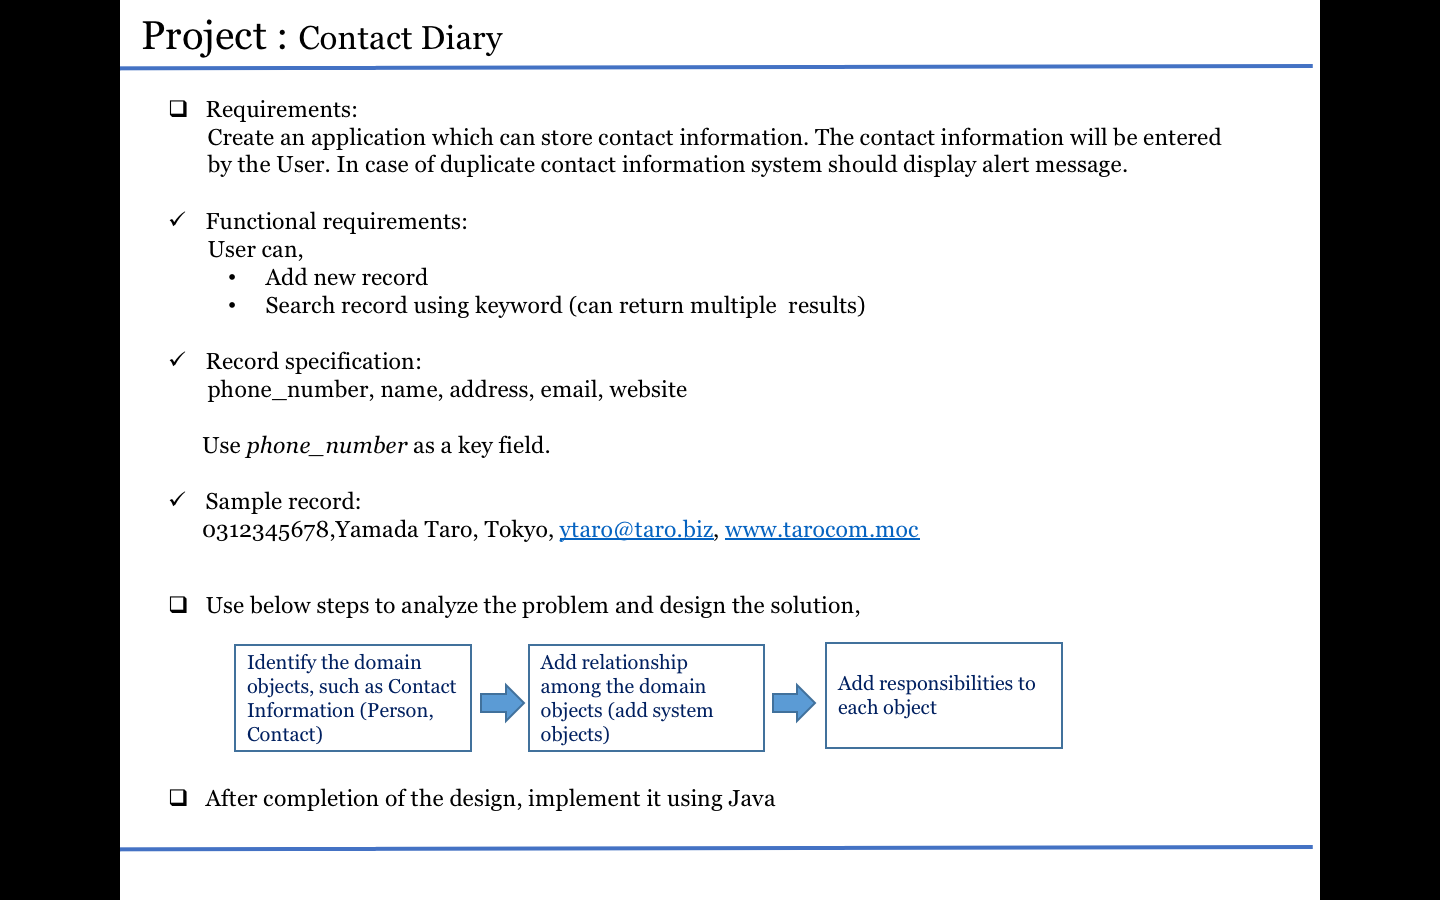 Project : Contact Diary
❑ Requirements:
Create an application which can store contact information. The contact information will be entered
by the User. In case of duplicate contact information system should display alert message.
✓ Functional requirements:
User can,
• Add new record
• Search record using keyword (can return multiple  results)
✓ Record specification:
phone_number, name, address, email, website
Use phone_number as a key field.
✓ Sample record:
0312345678,Yamada Taro, Tokyo, ytaro@taro.biz, www.tarocom.moc
❑ Use below steps to analyze the problem and design the solution,
Identify the domain
objects, such as Contact
Information (Person,
Contact)
Add relationship
among the domain
objects (add system
objects)
Add responsibilities to
each object
❑ After completion of the design, implement it using Java